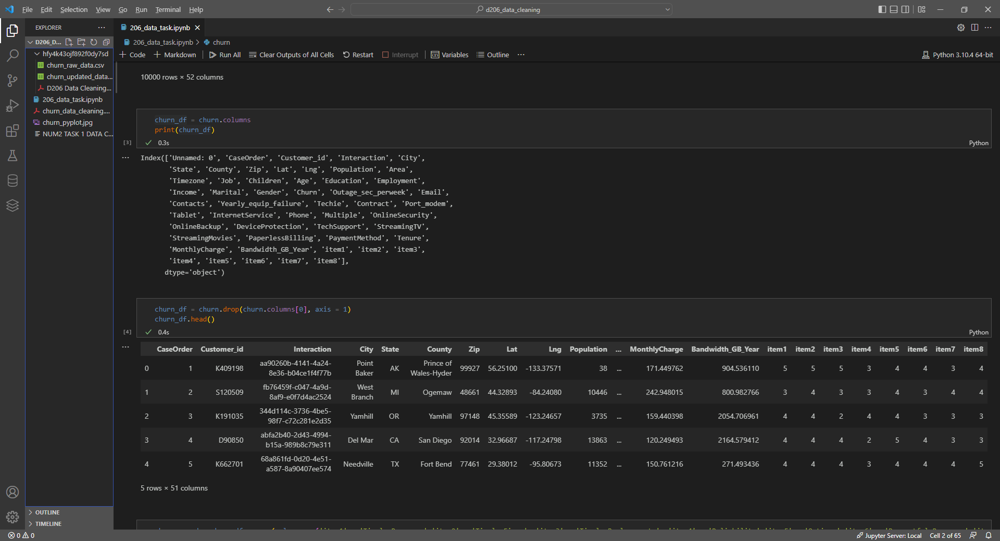 File Edit Selection View Go Run Terminal Help
d206_data_cleaning
EXPLORER
206_data_task.ipynb
D206_D...
206_data_task.ipynb > churn
hfy4k43ojf892f0dy7sd
churn_raw_data.csv
churn_updated_data...
D206 Data Cleaning...
206_data_task.ipynb
churn_data_cleaning....
churn_pyplot.jpg
NUM2 TASK 1 DATA C...
Code Markdown Run All Clear Outputs of All Cells Restart Interrupt Variables Outline ... Python 3.10.4 64-bit
10000 rows × 52 columns
churn_df = churn.columns
print(churn_df)
[3] 0.3s Python
Index(['Unnamed: 0', 'CaseOrder', 'Customer_id', 'Interaction', 'City',
'State', 'County', 'Zip', 'Lat', 'Lng', 'Population', 'Area',
'Timezone', 'Job', 'Children', 'Age', 'Education', 'Employment',
'Income', 'Marital', 'Gender', 'Churn', 'Outage_sec_perweek', 'Email',
'Contacts', 'Yearly_equip_failure', 'Techie', 'Contract', 'Port_modem',
'Tablet', 'InternetService', 'Phone', 'Multiple', 'OnlineSecurity',
'OnlineBackup', 'DeviceProtection', 'TechSupport', 'StreamingTV',
'StreamingMovies', 'PaperlessBilling', 'PaymentMethod', 'Tenure',
'MonthlyCharge', 'Bandwidth_GB_Year', 'item1', 'item2', 'item3',
'item4', 'item5', 'item6', 'item7', 'item8'],
dtype='object')
churn_df = churn.drop(churn.columns[0], axis = 1)
churn_df.head()
[4] 0.4s Python
CaseOrder Customer_id Interaction City State County Zip Lat Lng Population ... MonthlyCharge Bandwidth_GB_Year item1 item2 item3 item4 item5 item6 item7 item8
0 1 K409198 aa90260b-4141-4a24-8e36-b04ce1f4f77b Point Baker AK Prince of Wales-Hyder 99927 56.25100 -133.37571 38 ... 171.449762 904.536110 5 5 5 3 4 4 3 4
1 2 S120509 fb76459f-c047-4a9d-8af9-e0f7d4ac2524 West Branch MI Ogemaw 48661 44.32893 -84.24080 10446 ... 242.948015 800.982766 3 4 3 3 4 3 4 4
2 3 K191035 344d114c-3736-4be5-98f7-c72c281e2d35 Yamhill OR Yamhill 97148 45.35589 -123.24657 3735 ... 159.440398 2054.706961 4 4 2 4 4 3 3 3
3 4 D90850 abfa2b40-2d43-4994-b15a-989b8c79e311 Del Mar CA San Diego 92014 32.96687 -117.24798 13863 ... 120.249493 2164.579412 4 4 4 2 5 4 3 3
4 5 K662701 68a861fd-0d20-4e51-a587-8a90407ee574 Needville TX Fort Bend 77461 29.38012 -95.80673 11352 ... 150.761216 271.493436 4 4 4 3 4 4 4 5
5 rows × 51 columns
OUTLINE
TIMELINE
0 0 Jupyter Server: Local Cell 2 of 65